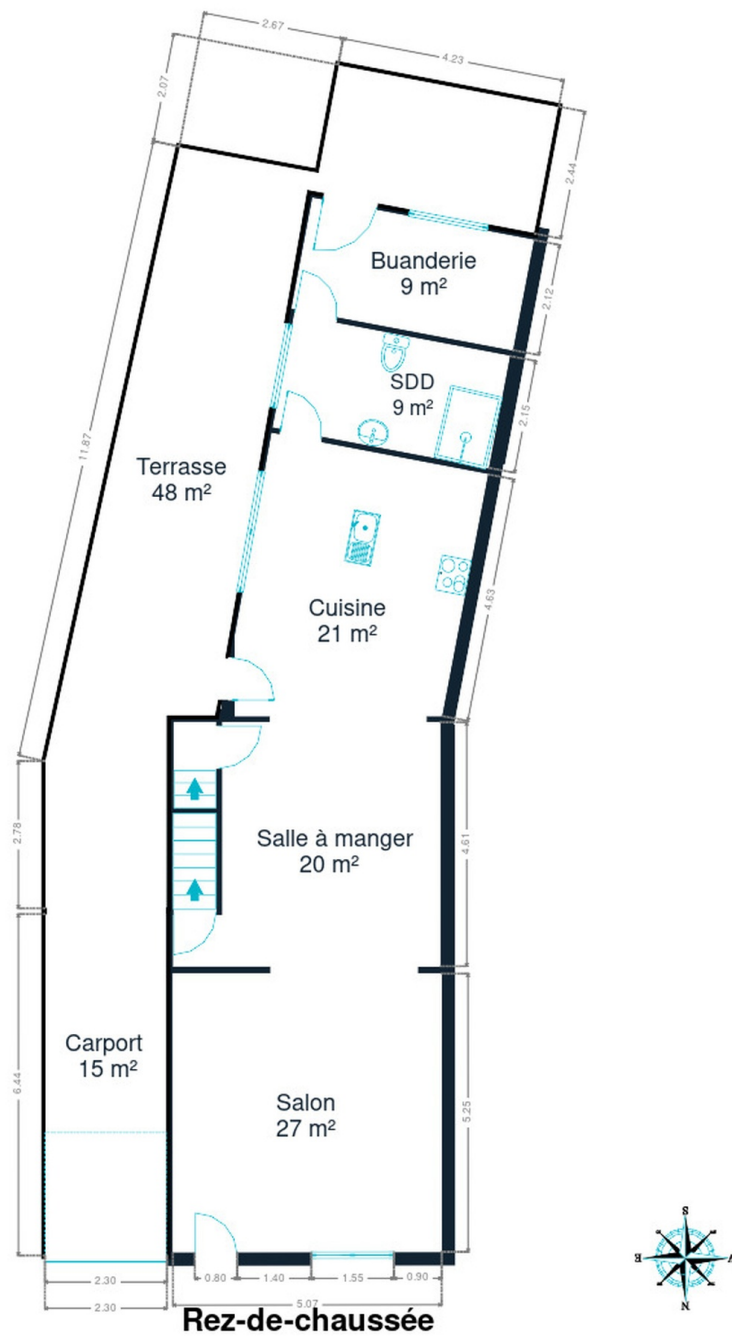 2.67
4.23
2.07
2.44
Buanderie
9 m²
2.12
SDD
9 m²
2.15
11.87
Terrasse
48 m²
4.63
Cuisine
21 m²
2.78
Salle à manger
20 m²
4.61
Carport
15 m²
6.44
Salon
27 m²
5.25
S
E
N
2.30
0.80
1.40
1.55
0.90
2.30
5.07
Rez-de-chaussée